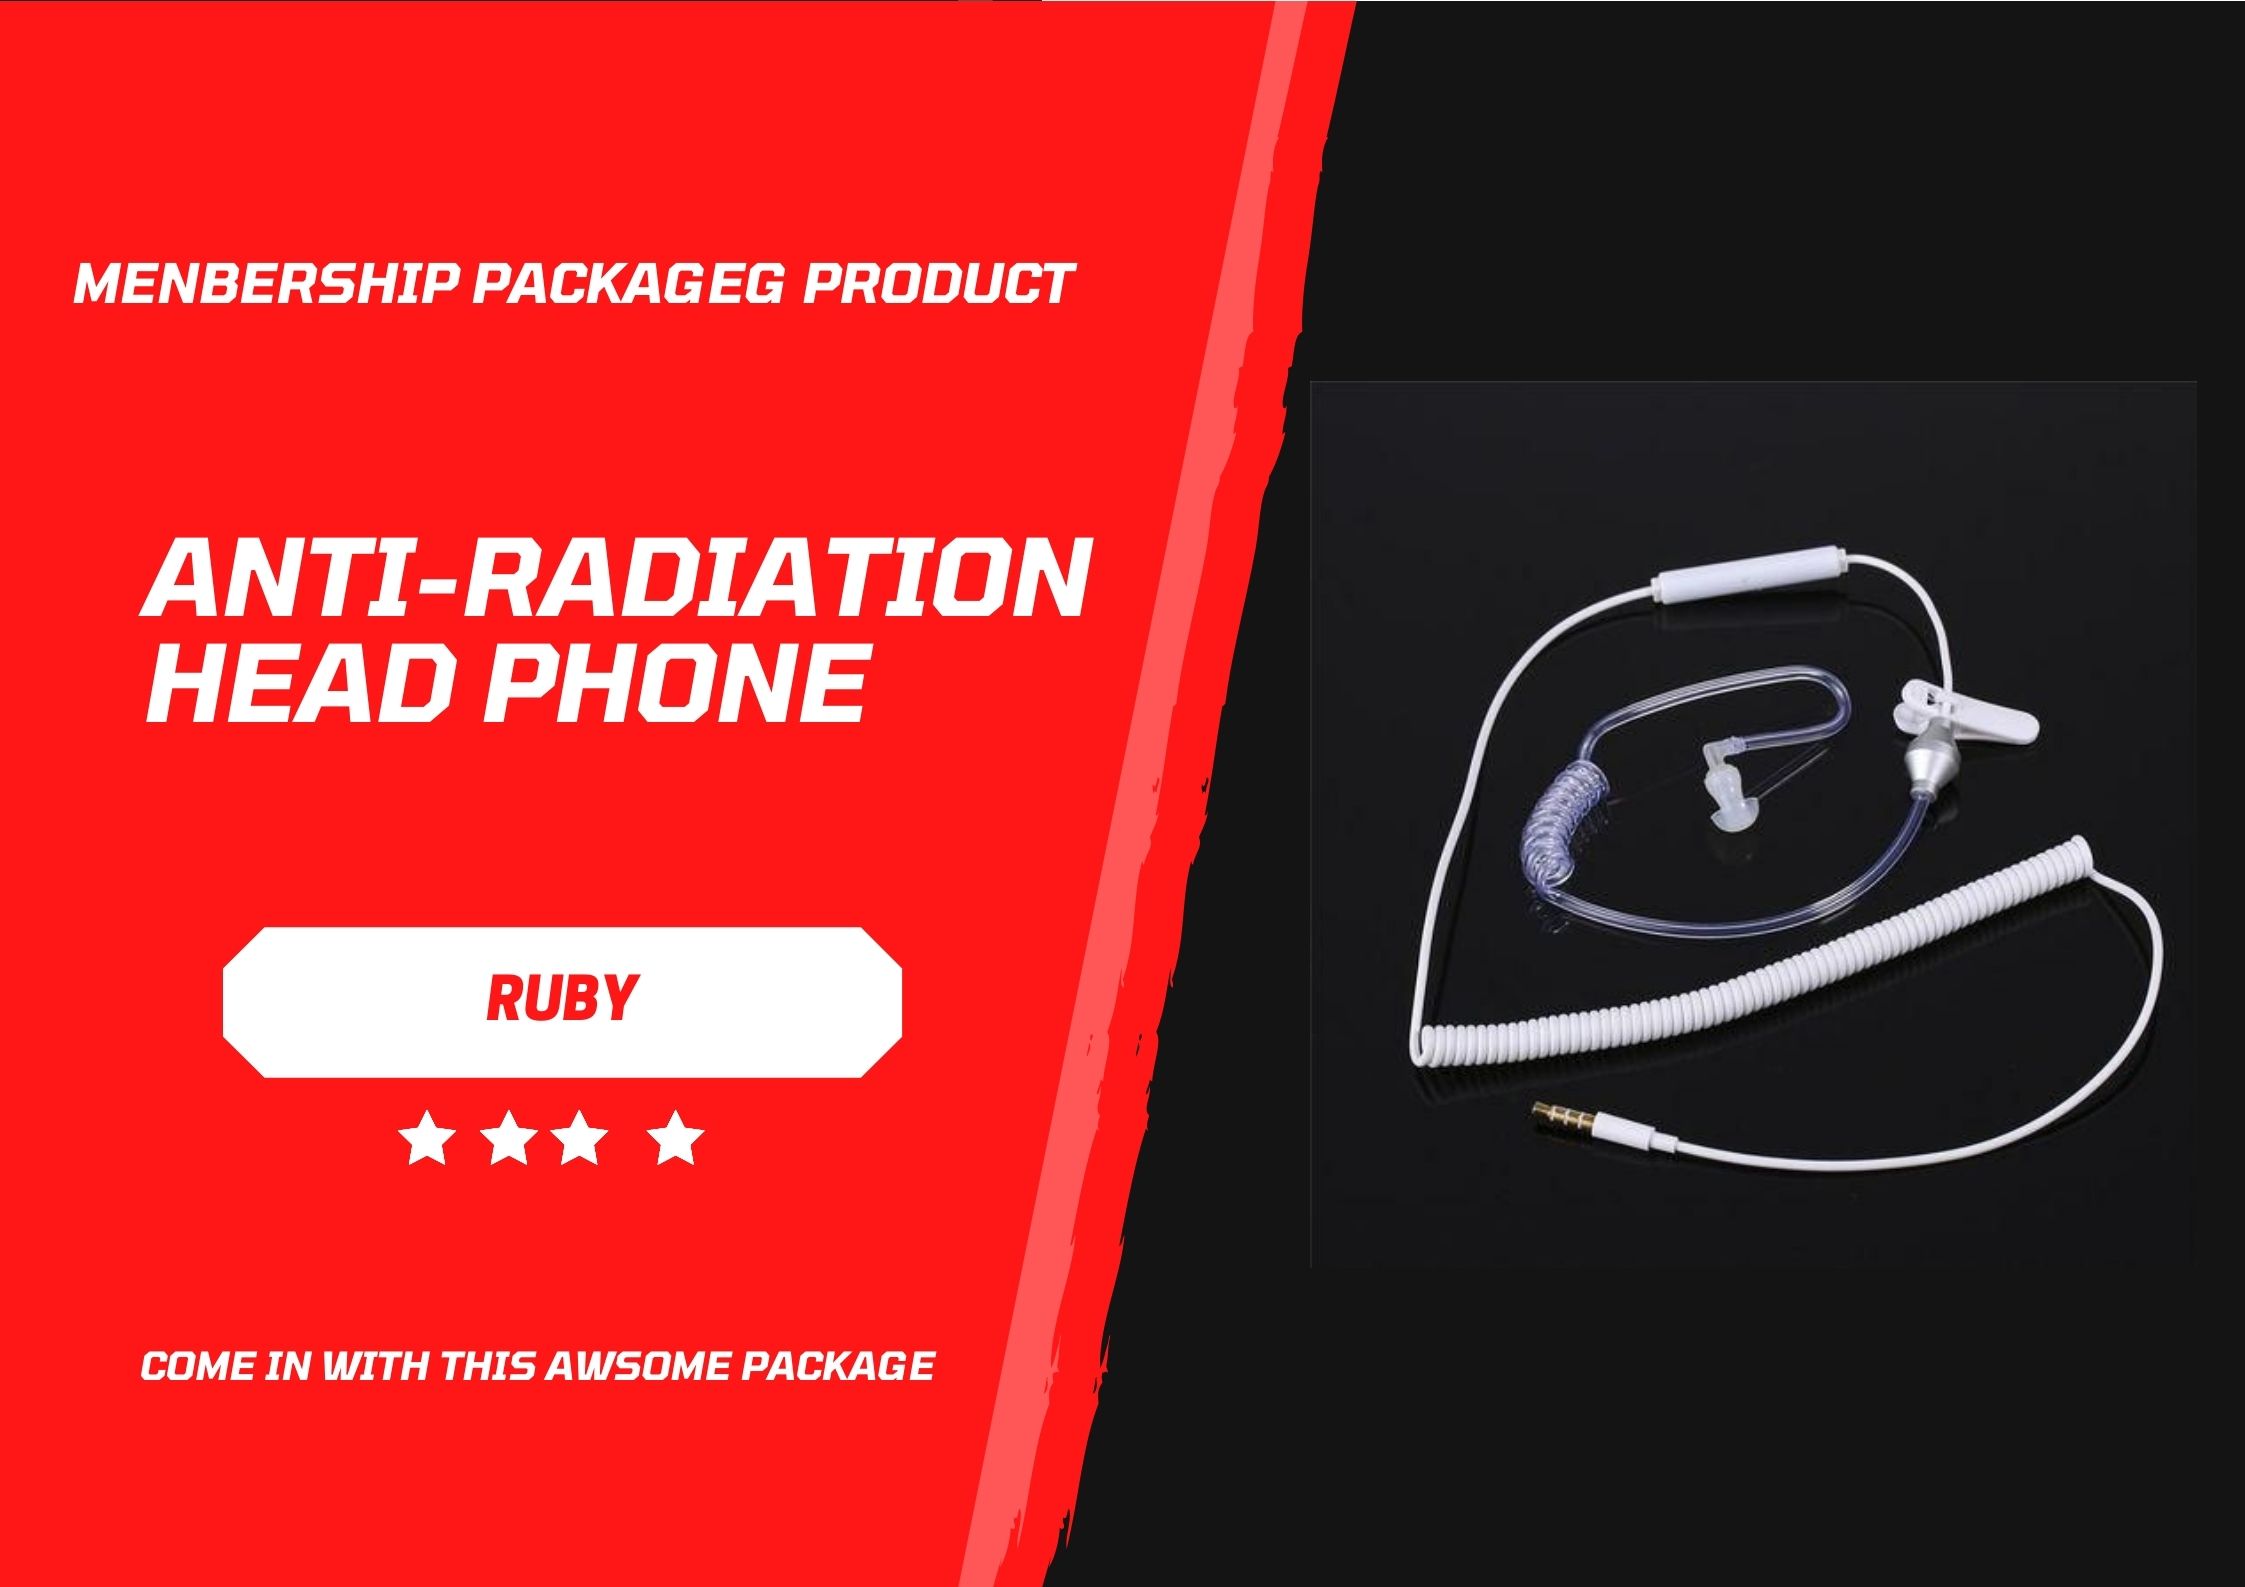 MENBERSHIP PACKAGEG PRODUCT
ANTI-RADIATION
HEAD PHONE
RUBY
COME IN WITH THIS AWSOME PACKAGE